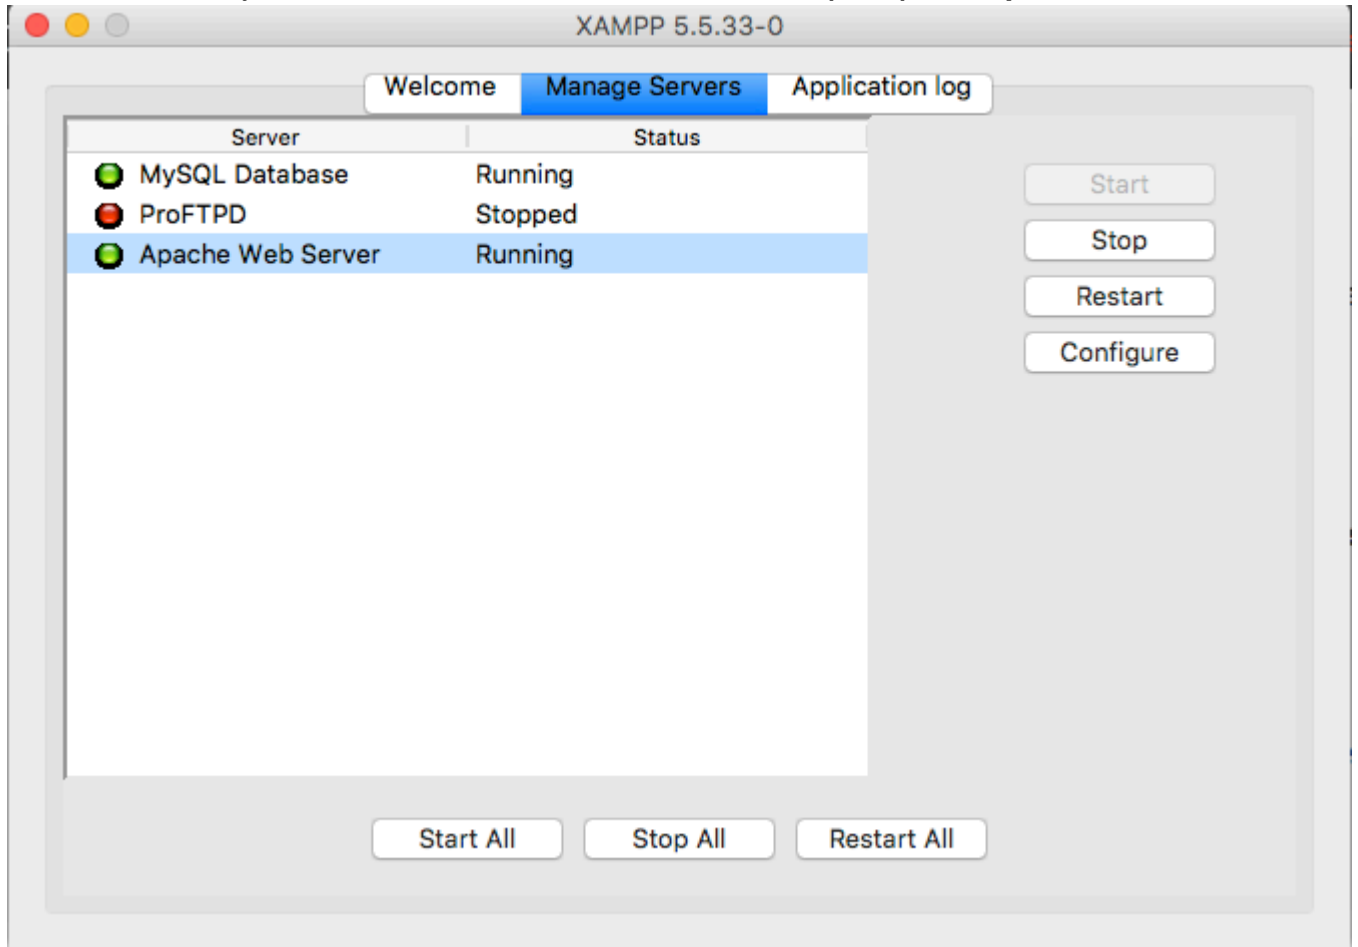 XAMPP 5.5.33-0
Welcome Manage Servers Application log
Server Status
MySQL Database Running
ProFTPD Stopped
Apache Web Server Running
Start
Stop
Restart
Configure
Start All Stop All Restart All